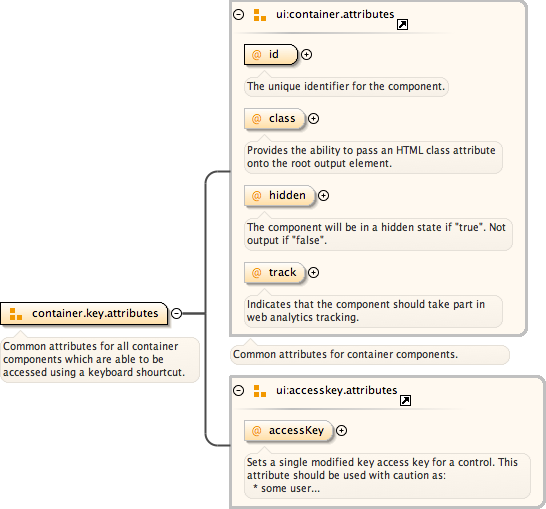 ui:container.attributes
@ id
The unique identifier for the component.
@ class
Provides the ability to pass an HTML class attribute
onto the root output element.
@ hidden
The component will be in a hidden state if "true". Not
output if "false".
@ track
Indicates that the component should take part in
web analytics tracking.
container.key.attributes
Common attributes for all container
components which are able to be
accessed using a keyboard shourtcut.
Common attributes for container components.
ui:accesskey.attributes
@ accessKey
Sets a single modified key access key for a control. This
attribute should be used with caution as:
* some user...